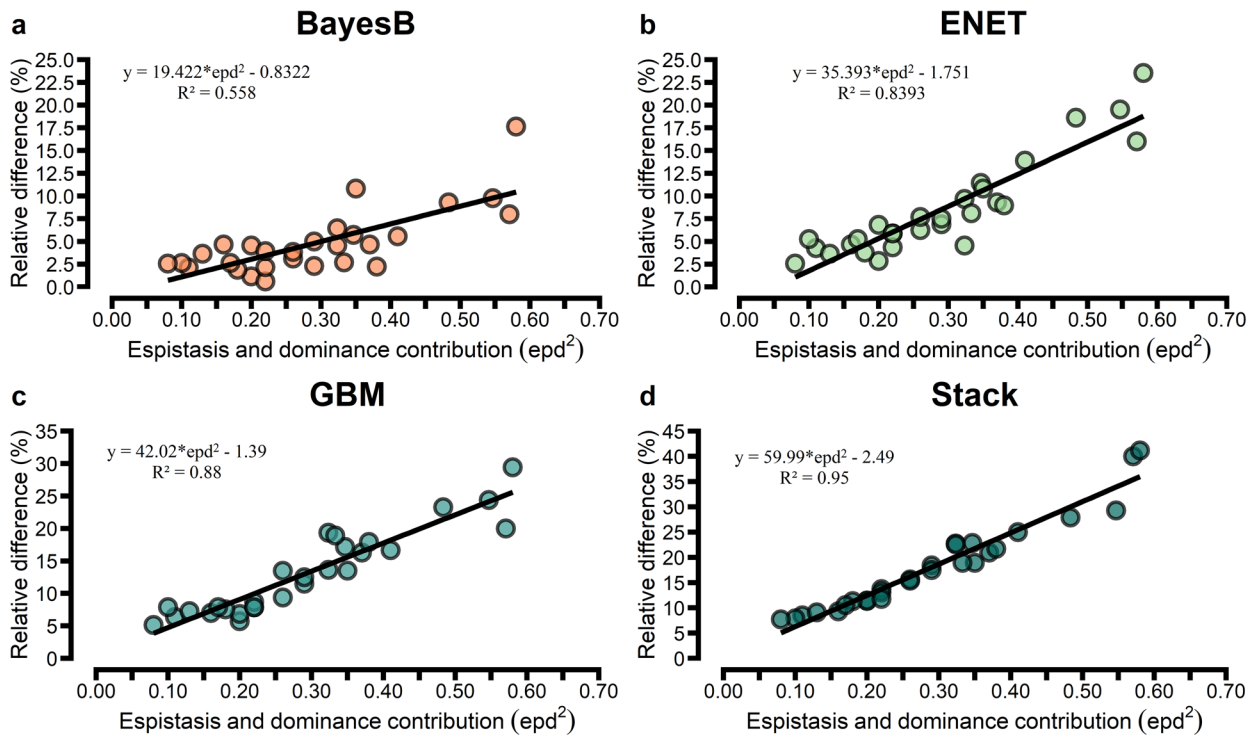 a
BayesB
Relative difference (%)
25.0
22.5
20.0
17.5
15.0
12.5
10.0
7.5
5.0
2.5
0.0
y = 19.422*epd² - 0.8322
R² = 0.558
0.00 0.10 0.20 0.30 0.40 0.50 0.60 0.70
Espistasis and dominance contribution (epd²)
b
ENET
Relative difference (%)
25.0
22.5
20.0
17.5
15.0
12.5
10.0
7.5
5.0
2.5
0.0
y = 35.393*epd² - 1.751
R² = 0.8393
0.00 0.10 0.20 0.30 0.40 0.50 0.60 0.70
Espistasis and dominance contribution (epd²)
c
GBM
Relative difference (%)
35
30
25
20
15
10
5
0
y = 42.02*epd² - 1.39
R² = 0.88
0.00 0.10 0.20 0.30 0.40 0.50 0.60 0.70
Espistasis and dominance contribution (epd²)
d
Stack
Relative difference (%)
45
40
35
30
25
20
15
10
5
0
y = 59.99*epd² - 2.49
R² = 0.95
0.00 0.10 0.20 0.30 0.40 0.50 0.60 0.70
Espistasis and dominance contribution (epd²)